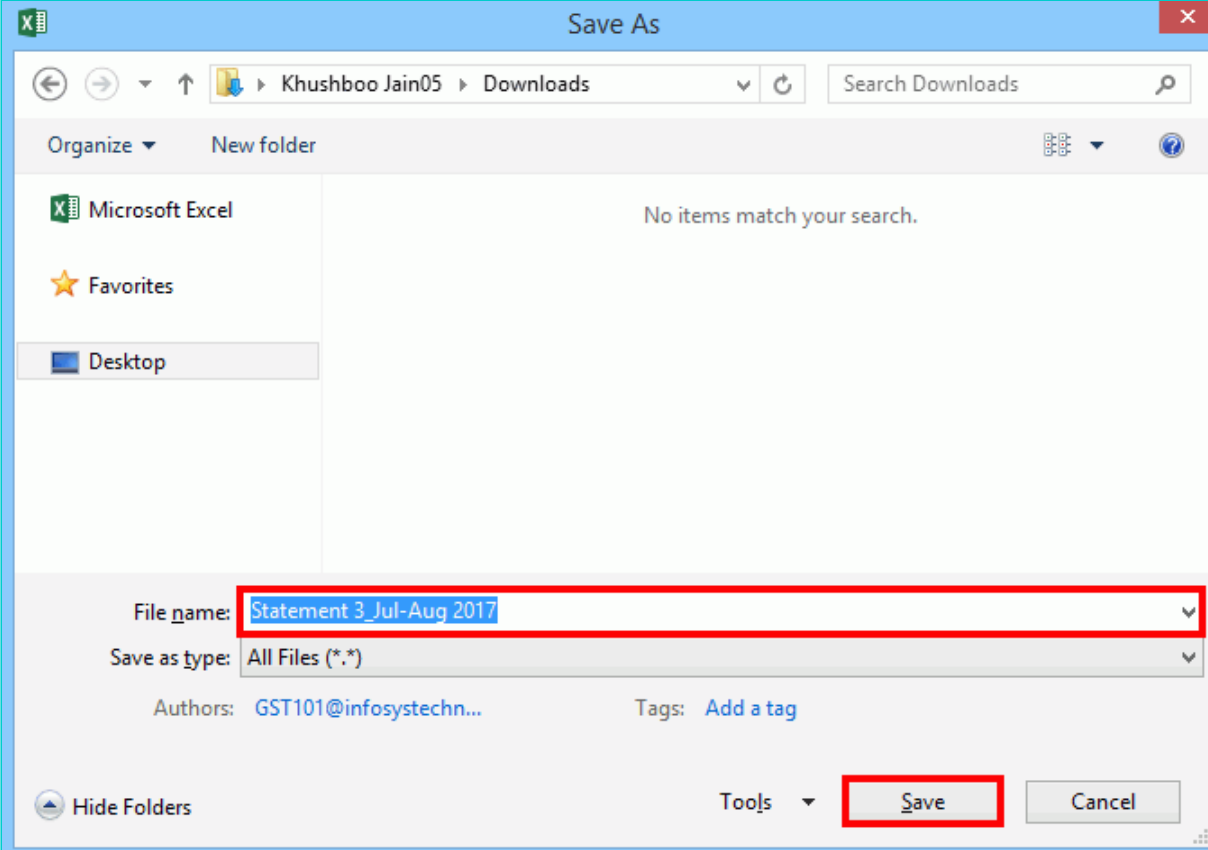 Save As
Khushboo Jain05 Downloads
Search Downloads
Organize
New folder
Microsoft Excel
No items match your search.
Favorites
Desktop
File name: Statement 3_Jul-Aug 2017
Save as type: All Files (*.*)
Authors: GST101@infosystechn...
Tags: Add a tag
Hide Folders
Tools
Save
Cancel